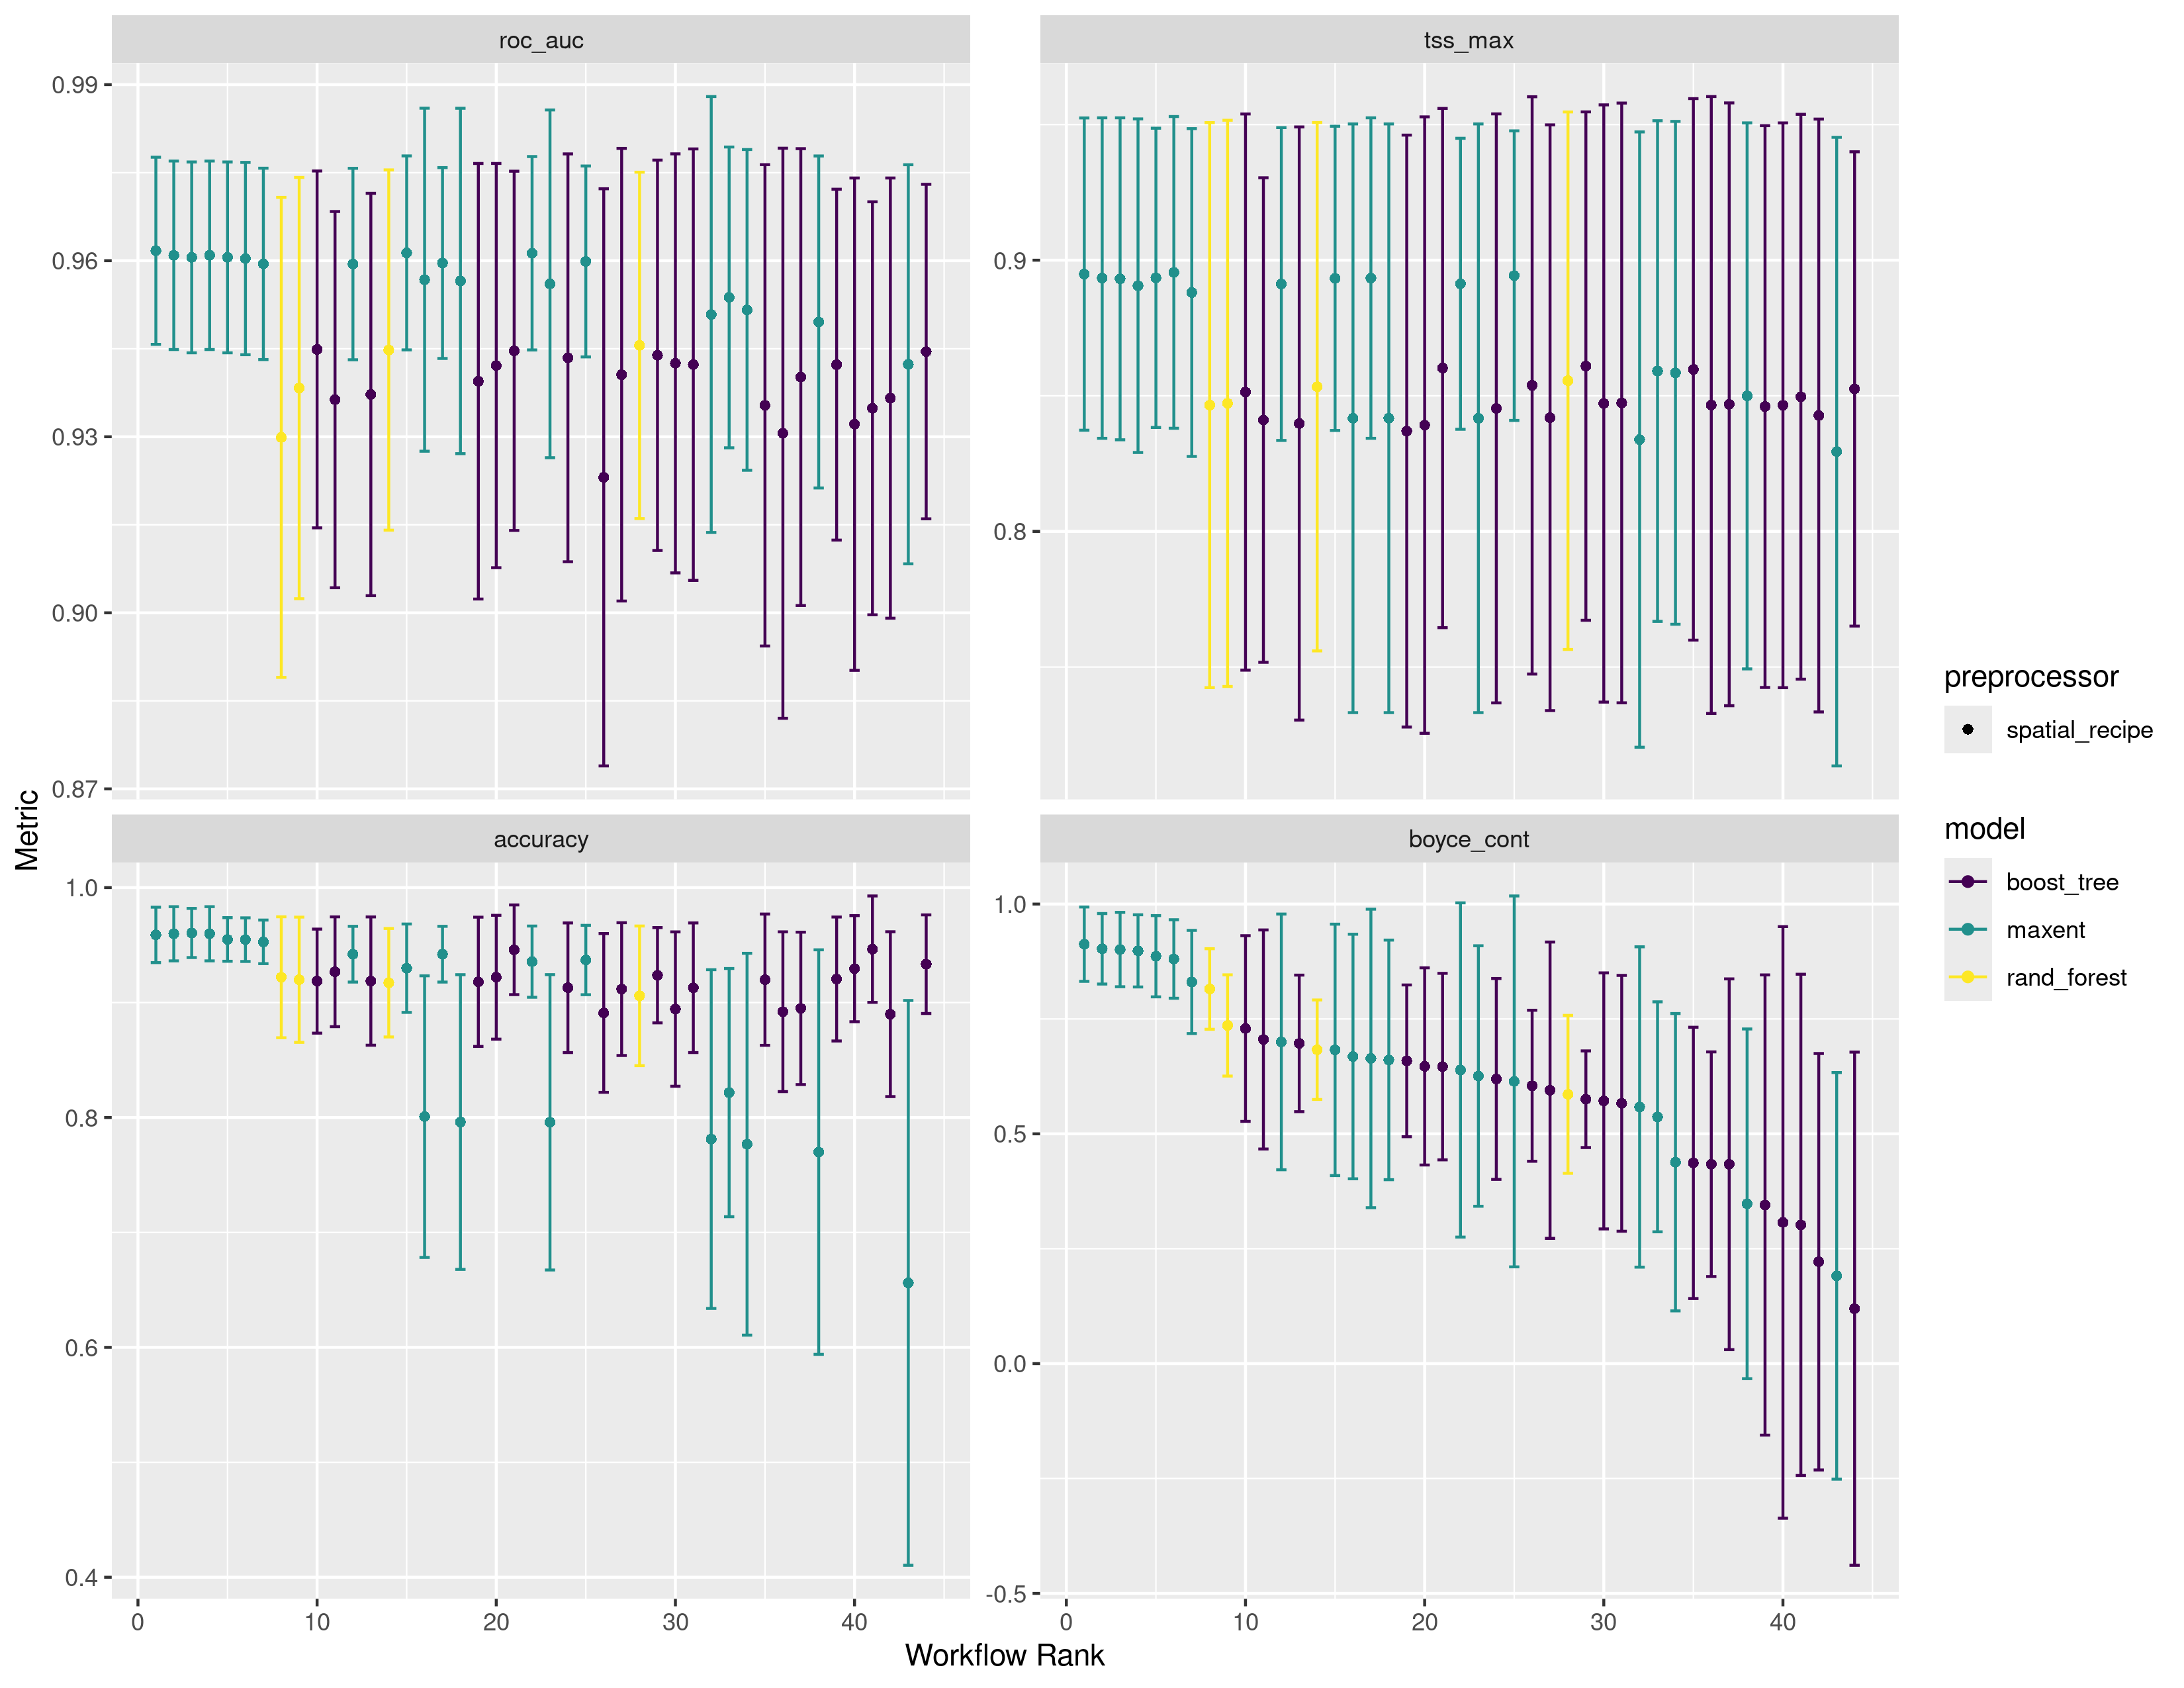 roc_auc
tss_max
0.99
0.96
0.93
0.90
0.87
0.9
0.8
accuracy
boyce_cont
1.0
0.8
0.6
0.4
1.0
0.5
0.0
-0.5
0 10 20 30 40
0 10 20 30 40
Workflow Rank
Metric
preprocessor
spatial_recipe
model
boost_tree
maxent
rand_forest